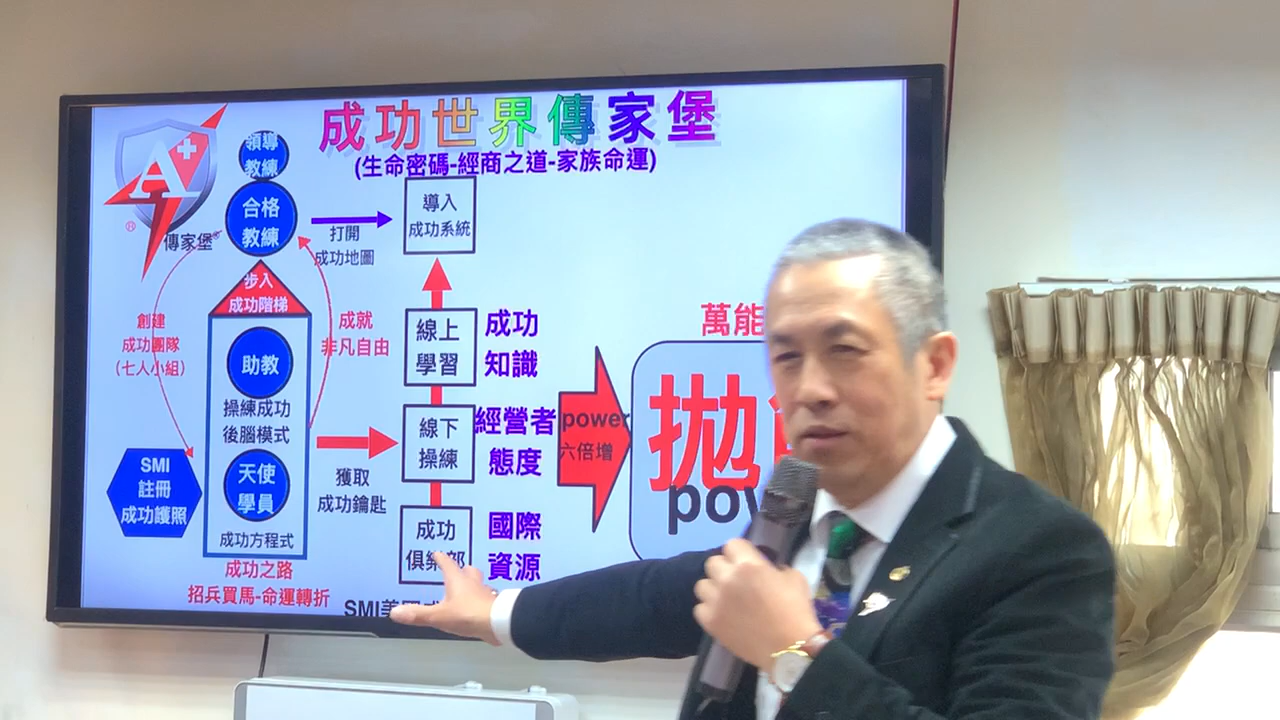 成功世界傳家堡
(生命密碼-經商之道-家族命運)
A+
®
傳家堡®
領導
教練
合格
教練
打開
成功地圖
導入
成功系統
步入
成功階梯
創建
成功團隊
(七人小組)
成就
非凡自由
助教
操練成功
後腦模式
天使
學員
成功方程式
SMI
註冊
成功護照
獲取
成功鑰匙
線上
學習
成功
知識
線下
操練
經營者
態度
成功
俱樂部
國際
資源
power
六倍增
萬能
拋
成功之路
招兵買馬-命運轉折
SMI美國